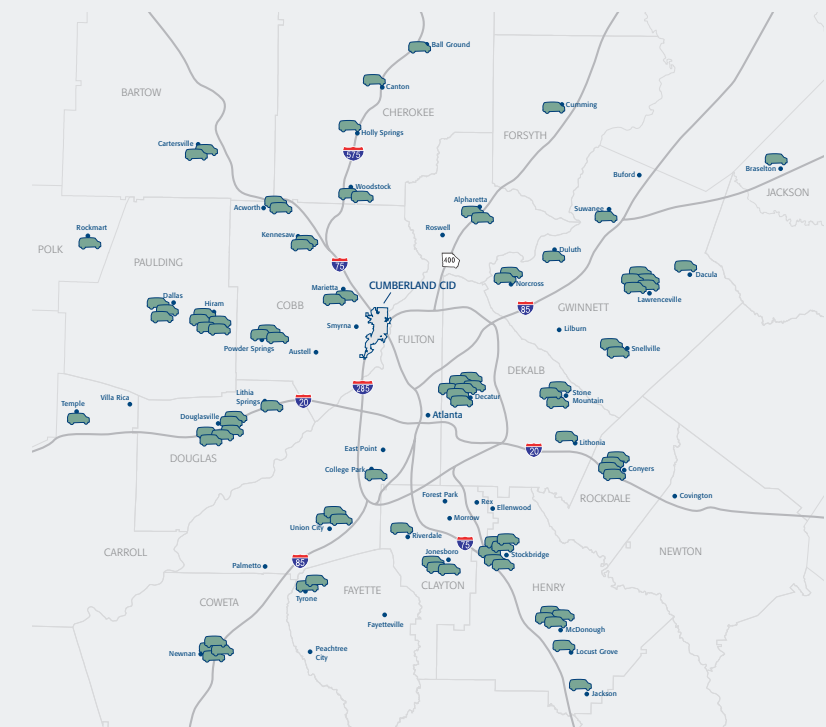 Ball Ground
Canton
BARTOW
CHEROKEE
Cumming
Holly Springs
FORSYTH
Cartersville
575
Braselton
Buford
Woodstock
JACKSON
Acworth
Alpharetta
Suwanee
Rockmart
Roswell
Kennesaw
POLK
Duluth
PAULDING
400
75
Dacula
Marietta
CUMBERLAND CID
Norcross
Dallas
Hiram
COBB
Lawrenceville
85
GWINNETT
Smyrna
FULTON
Lilburn
Powder Springs
Austell
Snellville
DEKALB
285
Lithia
Springs
20
Villa Rica
Temple
Decatur
Stone
Mountain
Douglasville
Atlanta
Lithonia
DOUGLAS
East Point
20
College Park
Conyers
ROCKDALE
Forest Park
Covington
Rex
Ellenwood
Morrow
Union City
Riverdale
75
CARROLL
Jonesboro
Stockbridge
NEWTON
Palmetto
85
CLAYTON
HENRY
FAYETTE
COWETA
Tyrone
Fayetteville
McDonough
Newnan
Peachtree
City
Locust Grove
Jackson